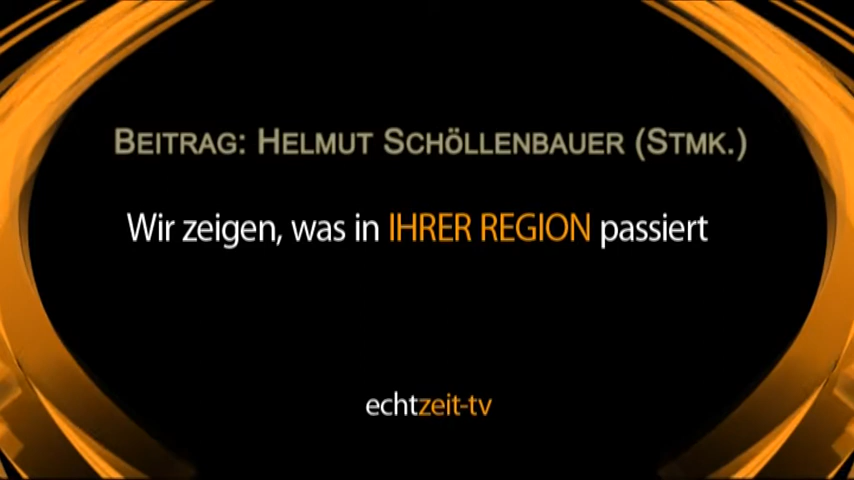 BEITRAG: HELMUT SCHÖLLENBAUER (STMK.)
Wir zeigen, was in IHRER REGION passiert
echtzeit-tv